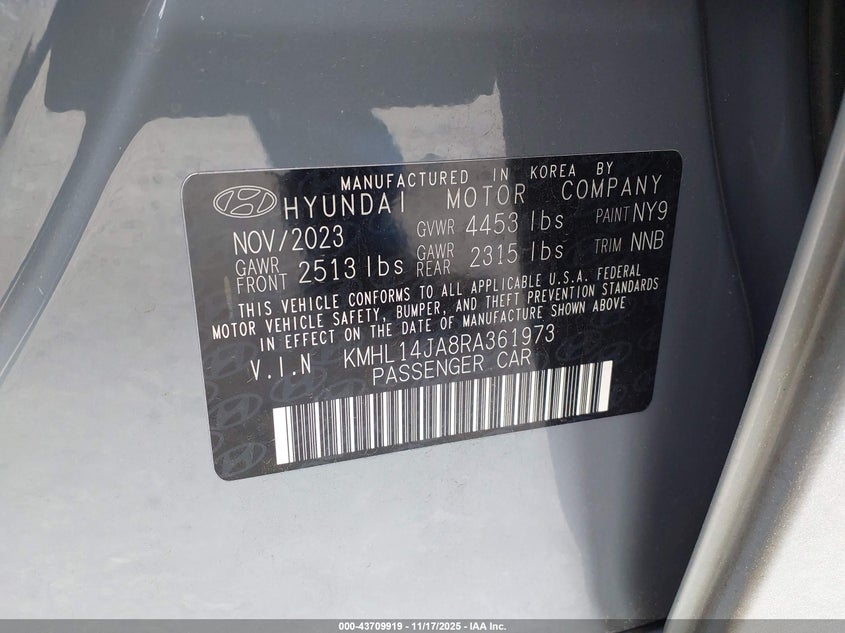 MANUFACTURED IN KOREA BY
HYUNDAI MOTOR COMPANY
NOV/2023 GVWR 4453 lbs PAINT NY9
GAWR FRONT 2513 lbs GAWR REAR 2315 lbs TRIM NNB
THIS VEHICLE CONFORMS TO ALL APPLICABLE U.S.A. FEDERAL
MOTOR VEHICLE SAFETY, BUMPER, AND THEFT PREVENTION STANDARDS
IN EFFECT ON THE DATE OF MANUFACTURE SHOWN ABOVE
V.I.N KMHL14JA8RA361973
PASSENGER CAR
000-43709919 - 11/17/2025 - IAA Inc.